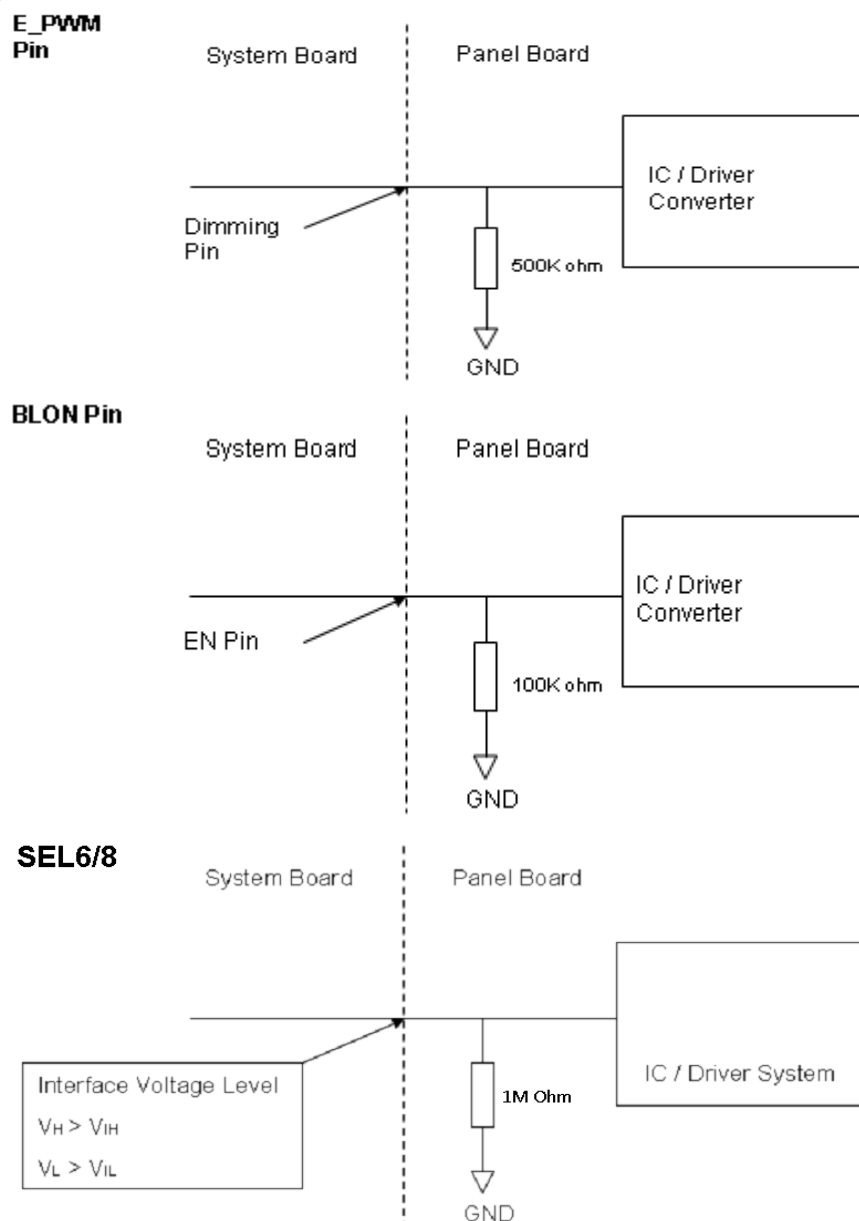 E_PWM
Pin
System Board
Panel Board
IC / Driver
Converter
Dimming
Pin
500K ohm
GND
BLON Pin
System Board
Panel Board
IC / Driver
Converter
EN Pin
100K ohm
GND
SEL6/8
System Board
Panel Board
Interface Voltage Level
VH > VIH
VL > VIL
IC / Driver System
1M Ohm
GND